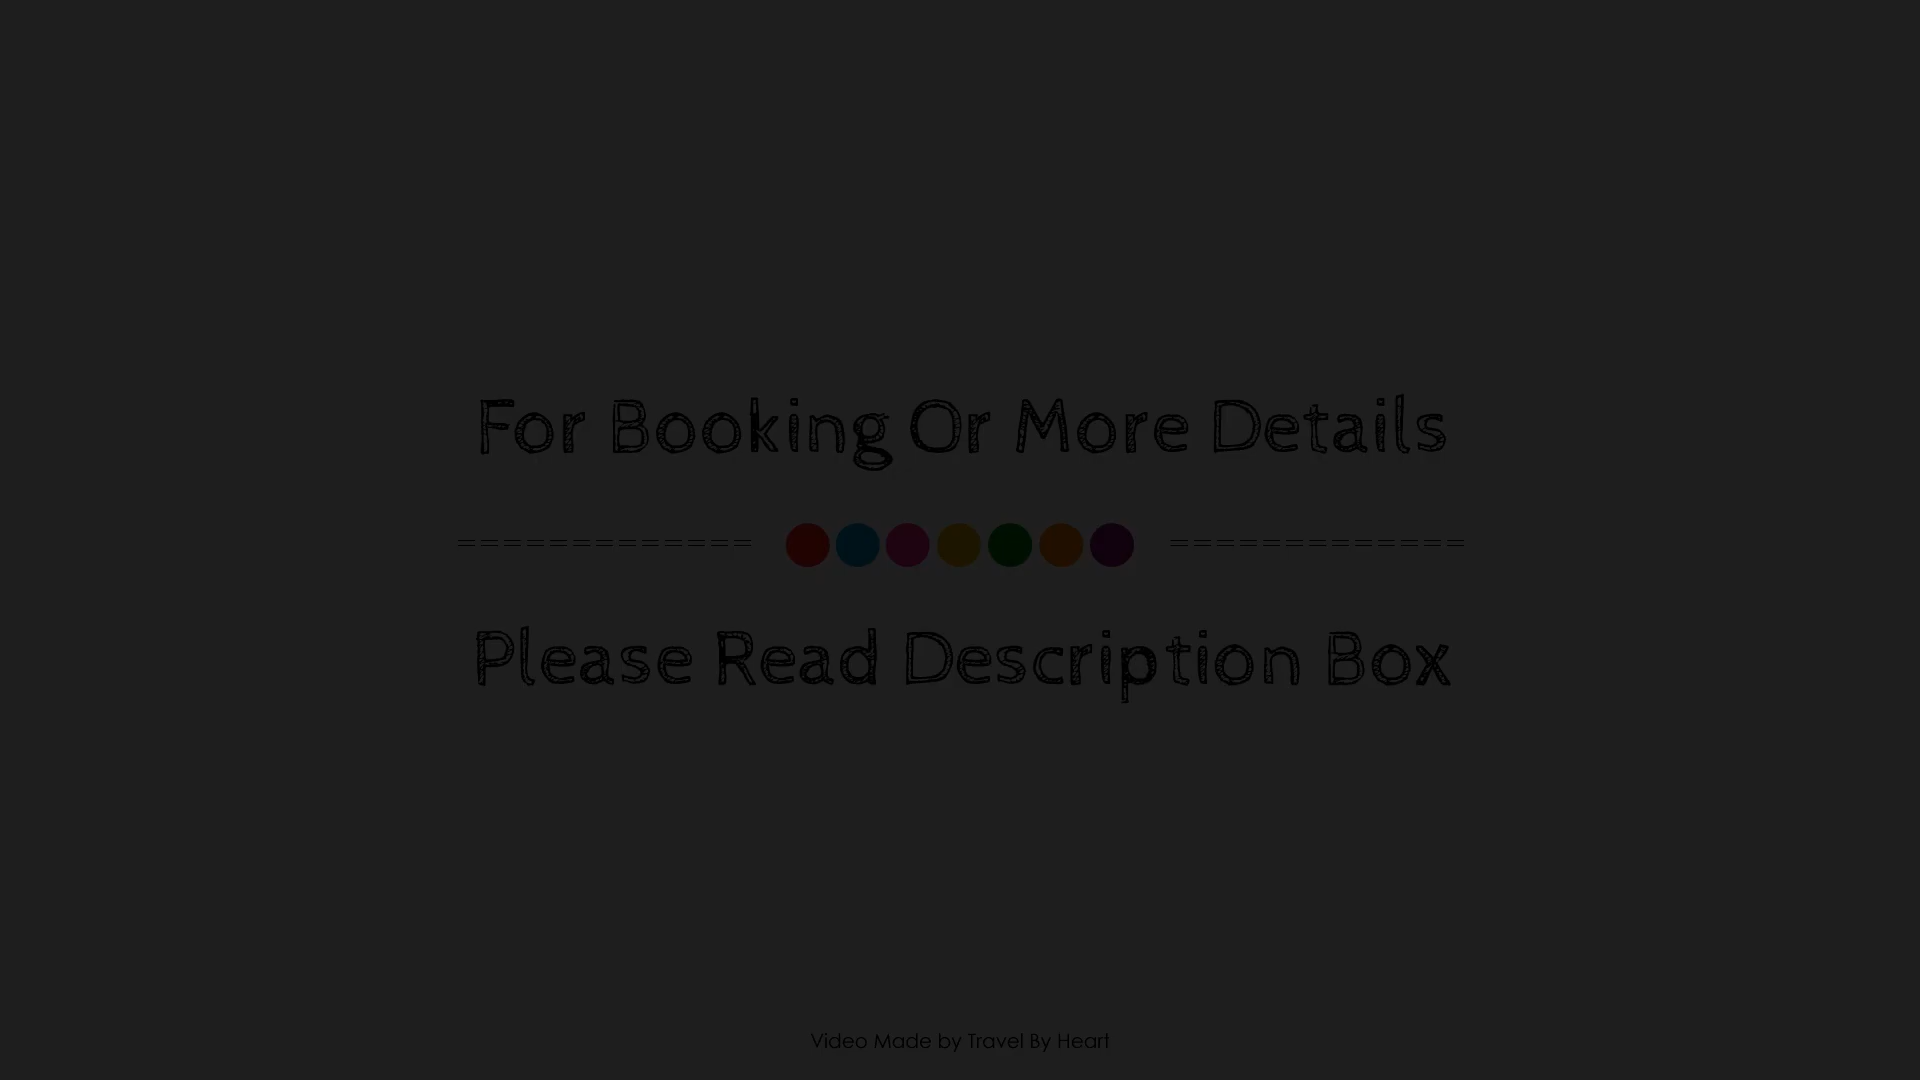 For Booking Or More Details
============= =============
Please Read Description Box
Video Made by Travel By Heart